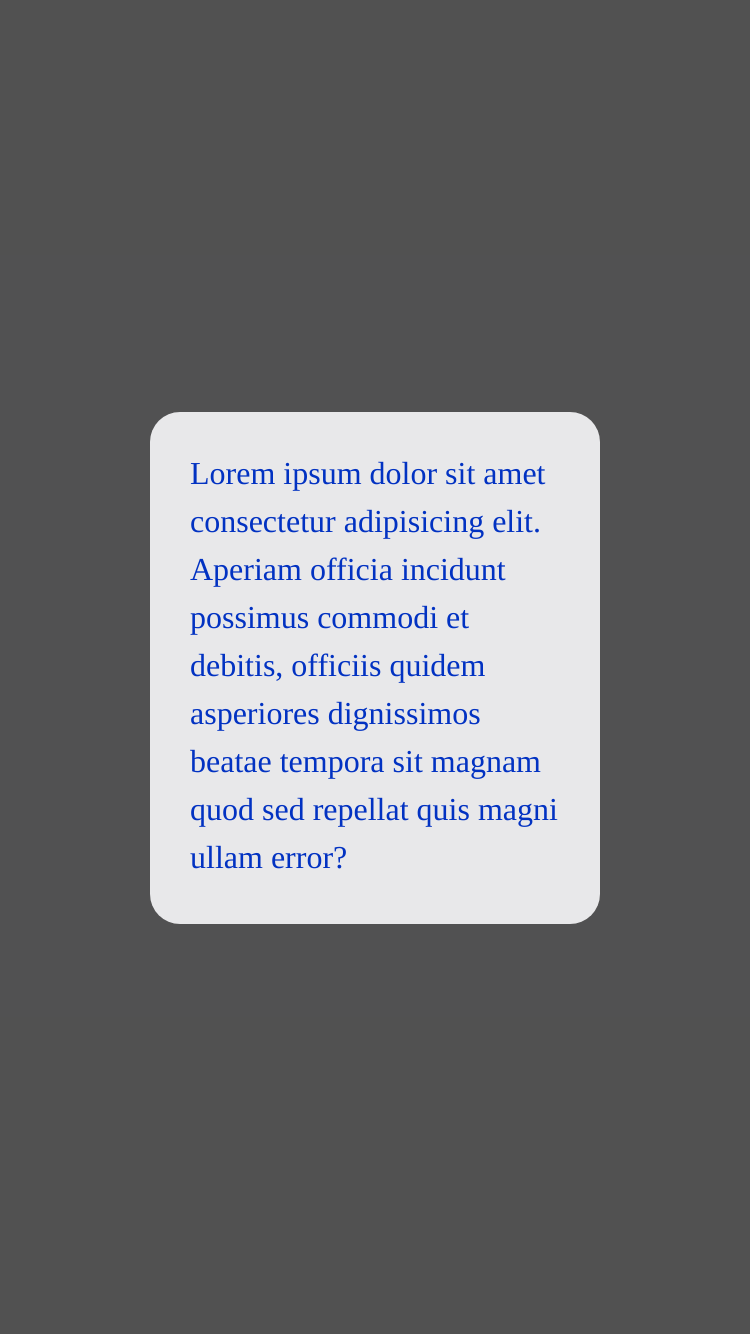 Lorem ipsum dolor sit amet
consectetur adipisicing elit.
Aperiam officia incidunt
possimus commodi et
debitis, officiis quidem
asperiores dignissimos
beatae tempora sit magnam
quod sed repellat quis magni
ullam error?